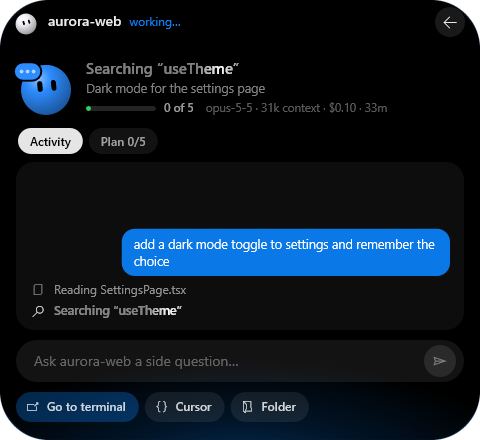 aurora-web working...
Searching “useTheme”
Dark mode for the settings page
0 of 5 opus-5-5 · 31k context · $0.10 · 33m
Activity Plan 0/5
add a dark mode toggle to settings and remember the
choice
Reading SettingsPage.tsx
Searching “useTheme”
Ask aurora-web a side question...
Go to terminal {} Cursor Folder